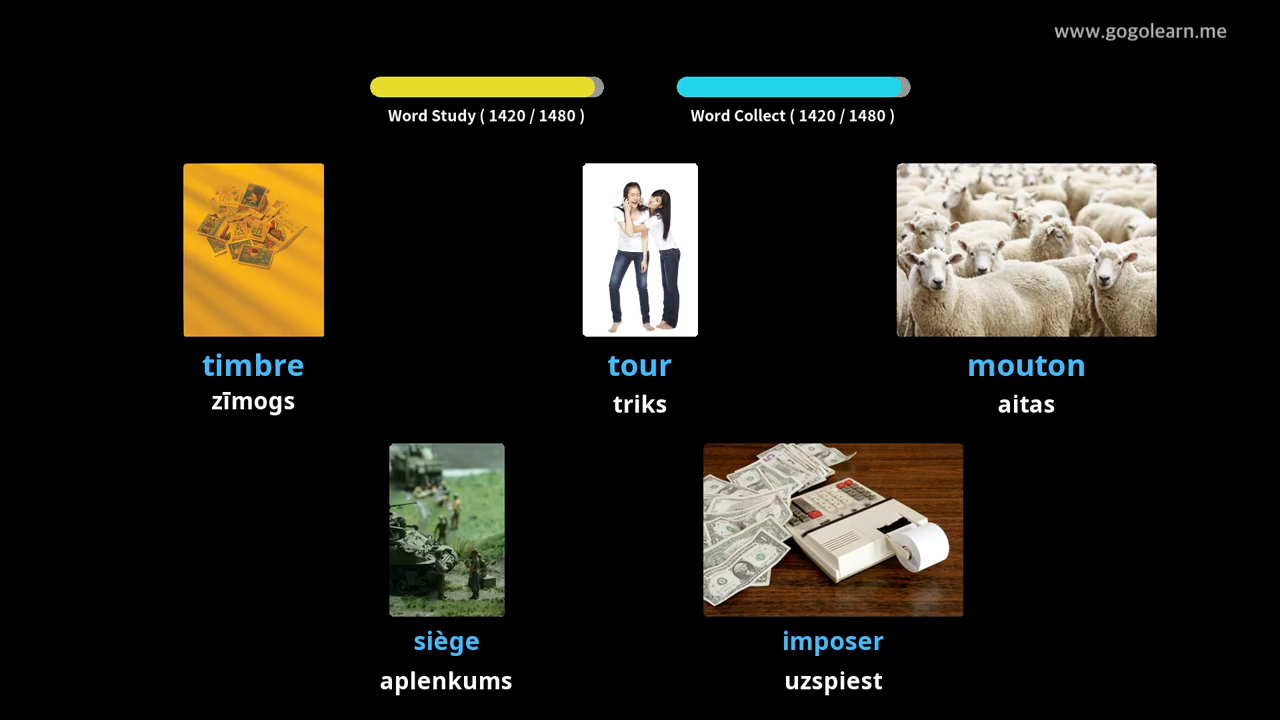 www.gogolearn.me
Word Study ( 1420 / 1480 )
Word Collect ( 1420 / 1480 )
timbre
zīmogs
tour
triks
mouton
aitas
siège
aplenkums
imposer
uzspiest